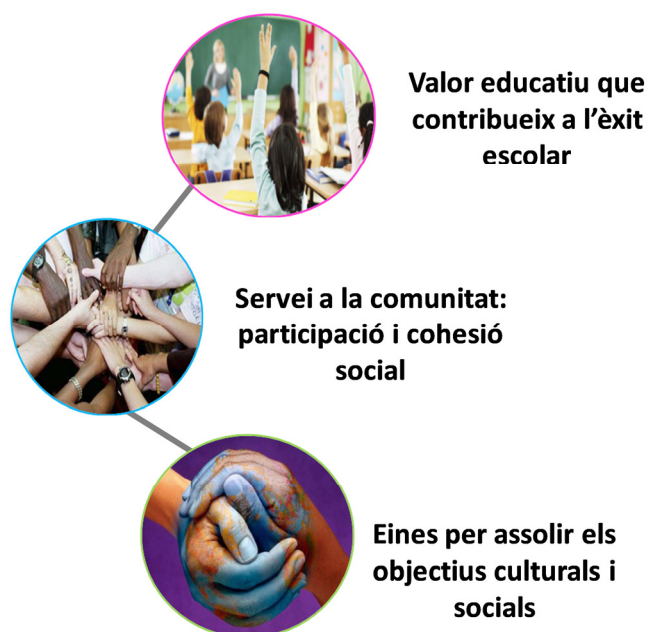 Valor educatiu que
contribueix a l’èxit
escolar
Servei a la comunitat:
participació i cohesió
social
Eines per assolir els
objectius culturals i
socials